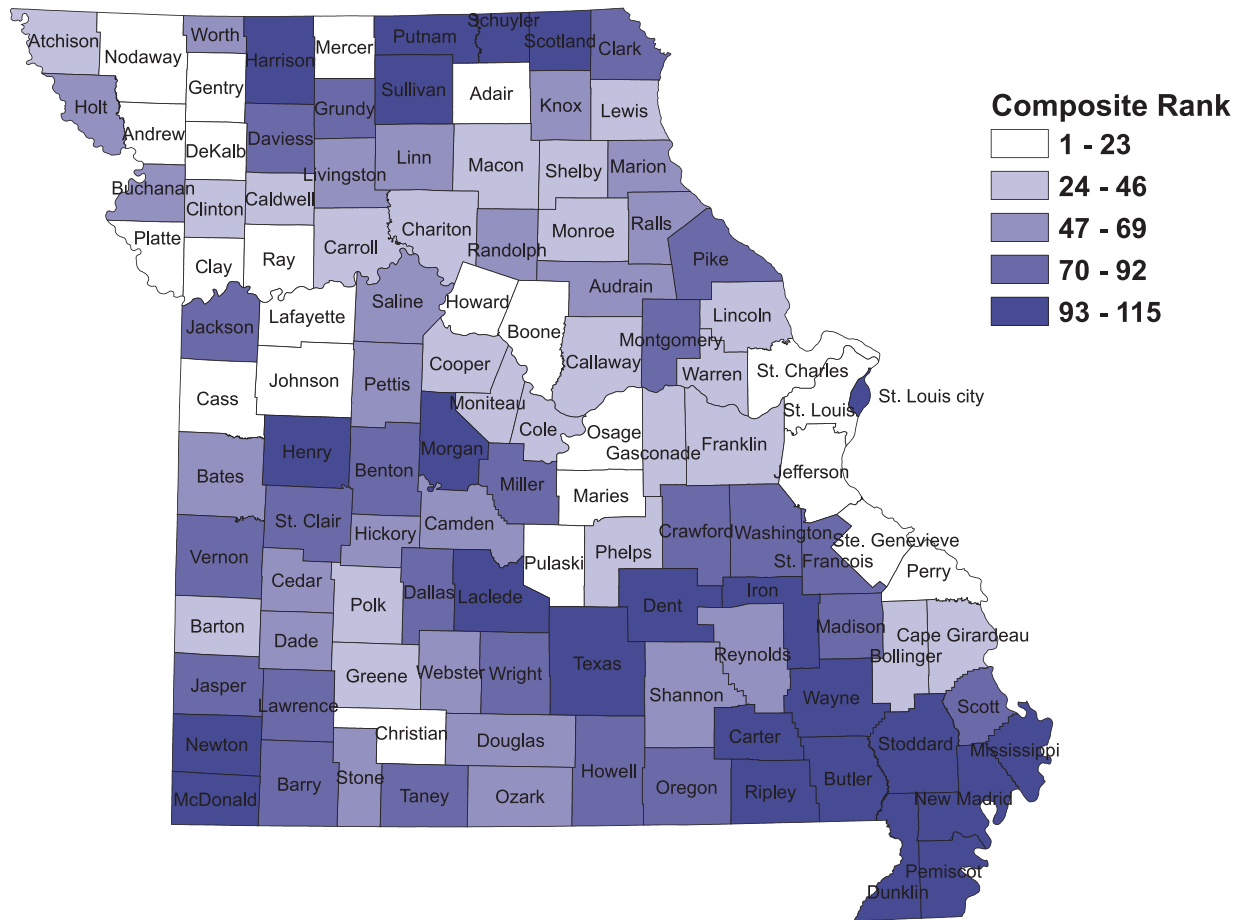 Composite Rank
1 - 23
24 - 46
47 - 69
70 - 92
93 - 115
Atchison
Nodaway
Worth
Harrison
Mercer
Putnam
Schuyler
Scotland
Clark
Holt
Gentry
Andrew
DeKalb
Daviess
Grundy
Sullivan
Adair
Knox
Lewis
Buchanan
Clinton
Caldwell
Livingston
Linn
Macon
Shelby
Marion
Platte
Clay
Ray
Carroll
Chariton
Randolph
Monroe
Ralls
Pike
Audrain
Jackson
Lafayette
Saline
Howard
Boone
Callaway
Montgomery
Lincoln
Warren
St. Charles
Cass
Johnson
Pettis
Cooper
Moniteau
Cole
Osage
Gasconade
Franklin
St. Louis
St. Louis city
Jefferson
Bates
Henry
Benton
Morgan
Miller
Maries
Vernon
St. Clair
Hickory
Camden
Pulaski
Phelps
Crawford
Washington
St. Francois
Ste. Genevieve
Perry
Barton
Cedar
Polk
Dallas
Laclede
Dent
Iron
Madison
Cape Girardeau
Bollinger
Jasper
Dade
Greene
Webster
Wright
Texas
Shannon
Reynolds
Wayne
Scott
Newton
Lawrence
Christian
Douglas
Howell
Carter
Butler
Stoddard
Mississippi
McDonald
Barry
Stone
Taney
Ozark
Oregon
Ripley
New Madrid
Pemiscot
Dunklin